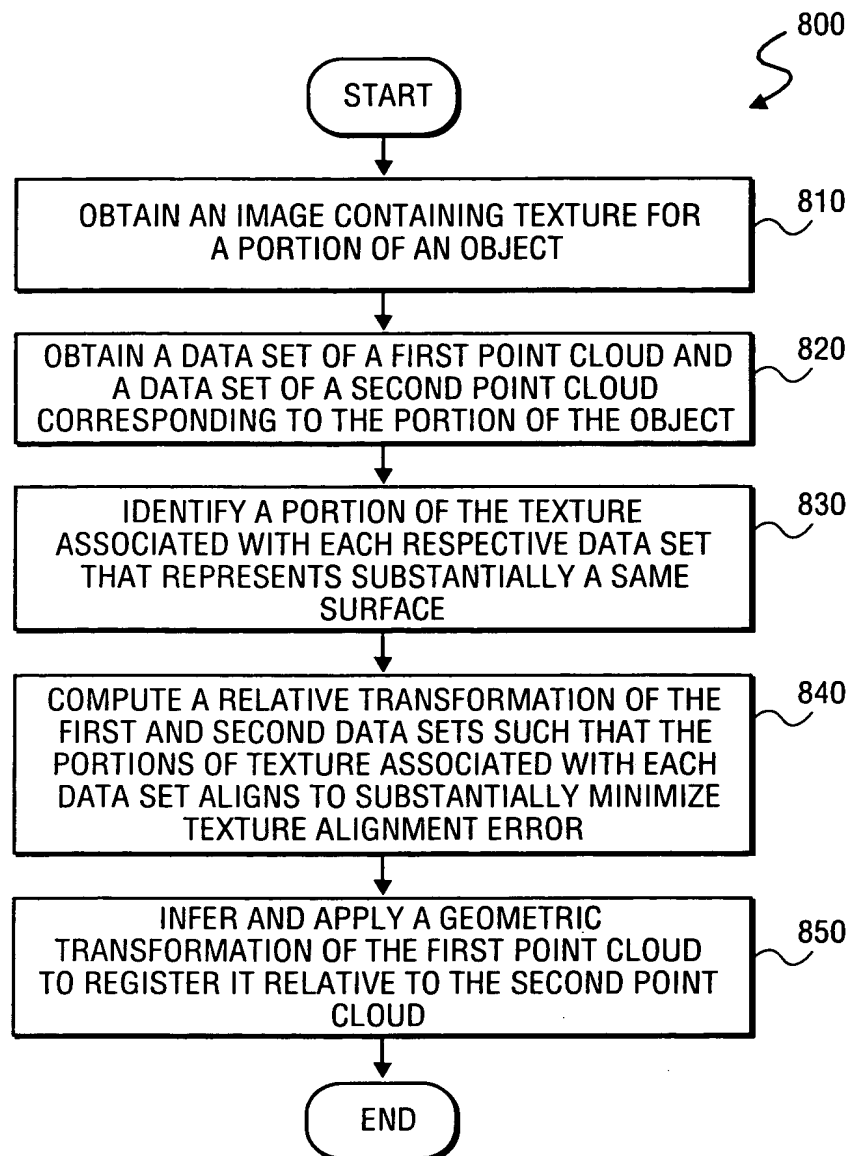 800
START
OBTAIN AN IMAGE CONTAINING TEXTURE FOR
A PORTION OF AN OBJECT
810
OBTAIN A DATA SET OF A FIRST POINT CLOUD AND
A DATA SET OF A SECOND POINT CLOUD
CORRESPONDING TO THE PORTION OF THE OBJECT
820
IDENTIFY A PORTION OF THE TEXTURE
ASSOCIATED WITH EACH RESPECTIVE DATA SET
THAT REPRESENTS SUBSTANTIALLY A SAME
SURFACE
830
COMPUTE A RELATIVE TRANSFORMATION OF THE
FIRST AND SECOND DATA SETS SUCH THAT THE
PORTIONS OF TEXTURE ASSOCIATED WITH EACH
DATA SET ALIGNS TO SUBSTANTIALLY MINIMIZE
TEXTURE ALIGNMENT ERROR
840
INFER AND APPLY A GEOMETRIC
TRANSFORMATION OF THE FIRST POINT CLOUD
TO REGISTER IT RELATIVE TO THE SECOND POINT
CLOUD
850
END